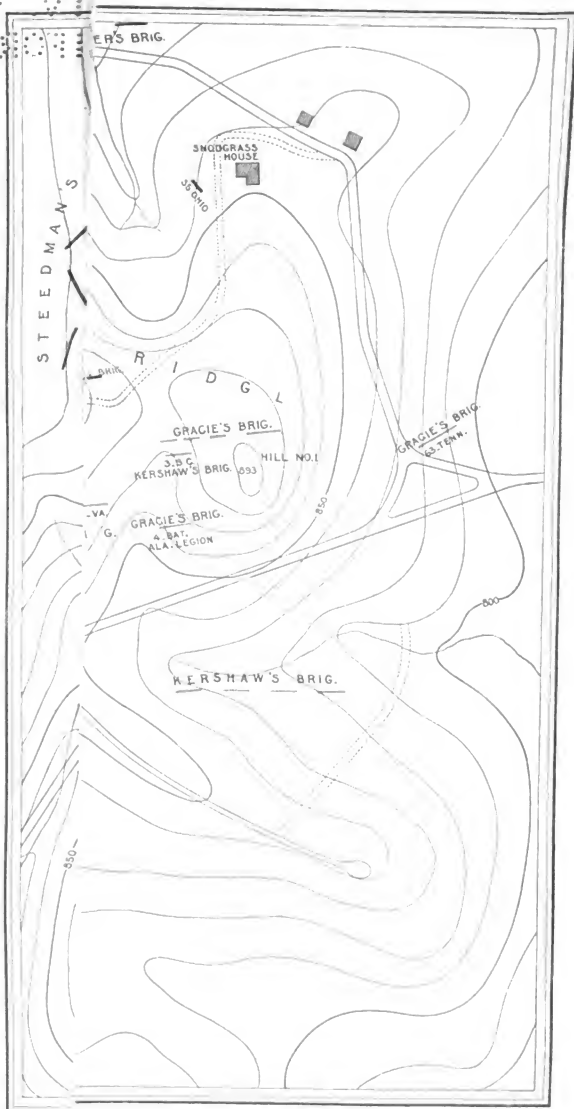 ER'S BRIG.
SNODGRASS
HOUSE
35 OHIO
STEEDMAN'S
BRIG.
RIDG
GRACIE'S BRIG.
3. S C.
KERSHAW'S BRIG.
893
HILL NO.1
GRACIE'S BRIG.
63. TENN.
VA.
GRACIE'S BRIG.
4. BAT.
ALA. LEGION
G.
850
800
KERSHAW'S BRIG.
850